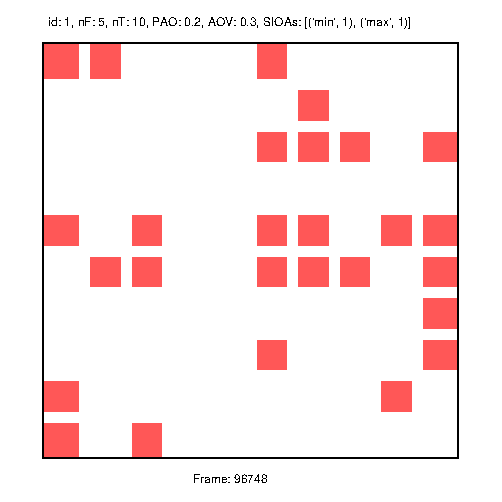 id: 1, nF: 5, nT: 10, PAO: 0.2, AOV: 0.3, SIOAs: [('min', 1), ('max', 1)]
Frame: 96748